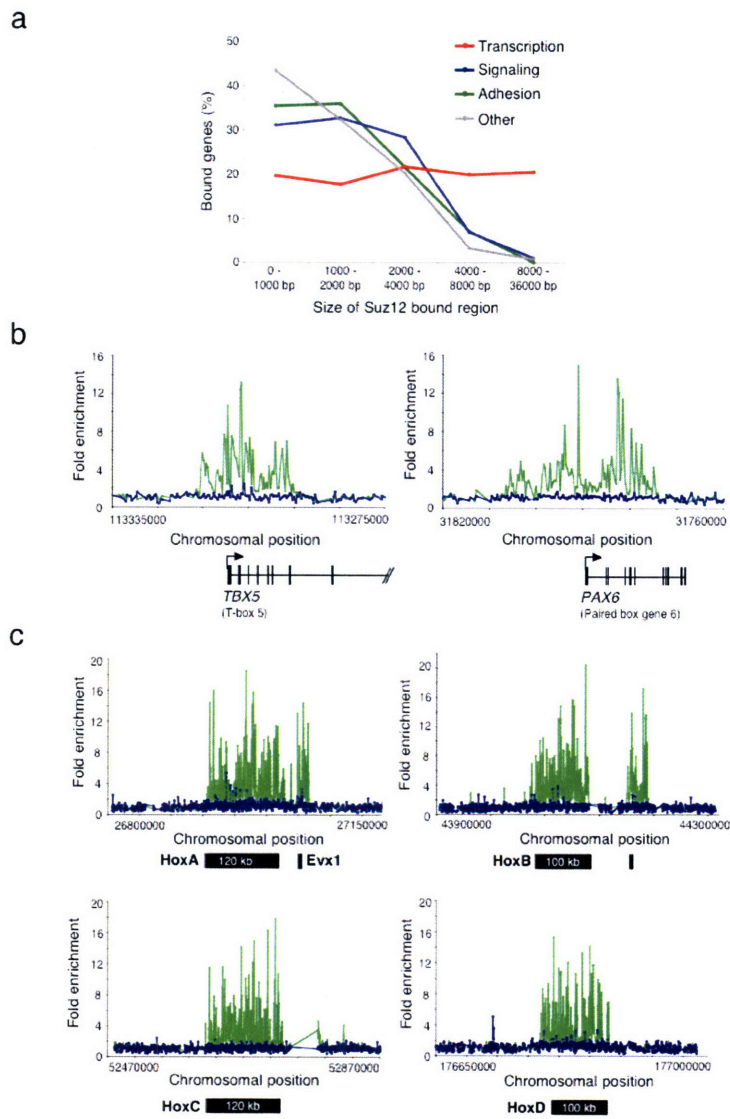 a
50
40
30
20
10
0
Bound genes (%)
Transcription
Signaling
Adhesion
Other
0 - 1000 - 2000 - 4000 - 8000 -
1000 bp 2000 bp 4000 bp 8000 bp 36000 bp
Size of Suz12 bound region
b
16
12
8
4
0
Fold enrichment
113335000 113275000
Chromosomal position
TBX5
(T-box 5)
16
12
8
4
0
Fold enrichment
31820000 31760000
Chromosomal position
PAX6
(Paired box gene 6)
c
20
16
12
8
4
0
Fold enrichment
26800000 27150000
Chromosomal position
HoxA 120 kb Evx1
20
16
12
8
4
0
Fold enrichment
43900000 44300000
Chromosomal position
HoxB 100 kb
20
16
12
8
4
0
Fold enrichment
52470000 52870000
Chromosomal position
HoxC 120 kb
20
16
12
8
4
0
Fold enrichment
176650000 177000000
Chromosomal position
HoxD 100 kb